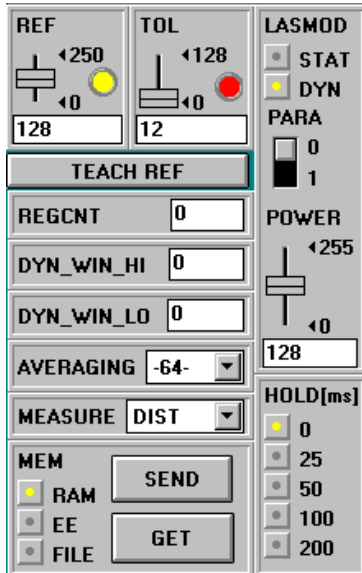 REF
◂250
◂0
128
TOL
◂128
◂0
12
TEACH REF
REGCNT 0
DYN_WIN_HI 0
DYN_WIN_LO 0
AVERAGING -64-
MEASURE DIST
MEM
RAM
EE
FILE
SEND
GET
LASMOD
STAT
DYN
PARA
0
1
POWER
◂255
◂0
128
HOLD[ms]
0
25
50
100
200